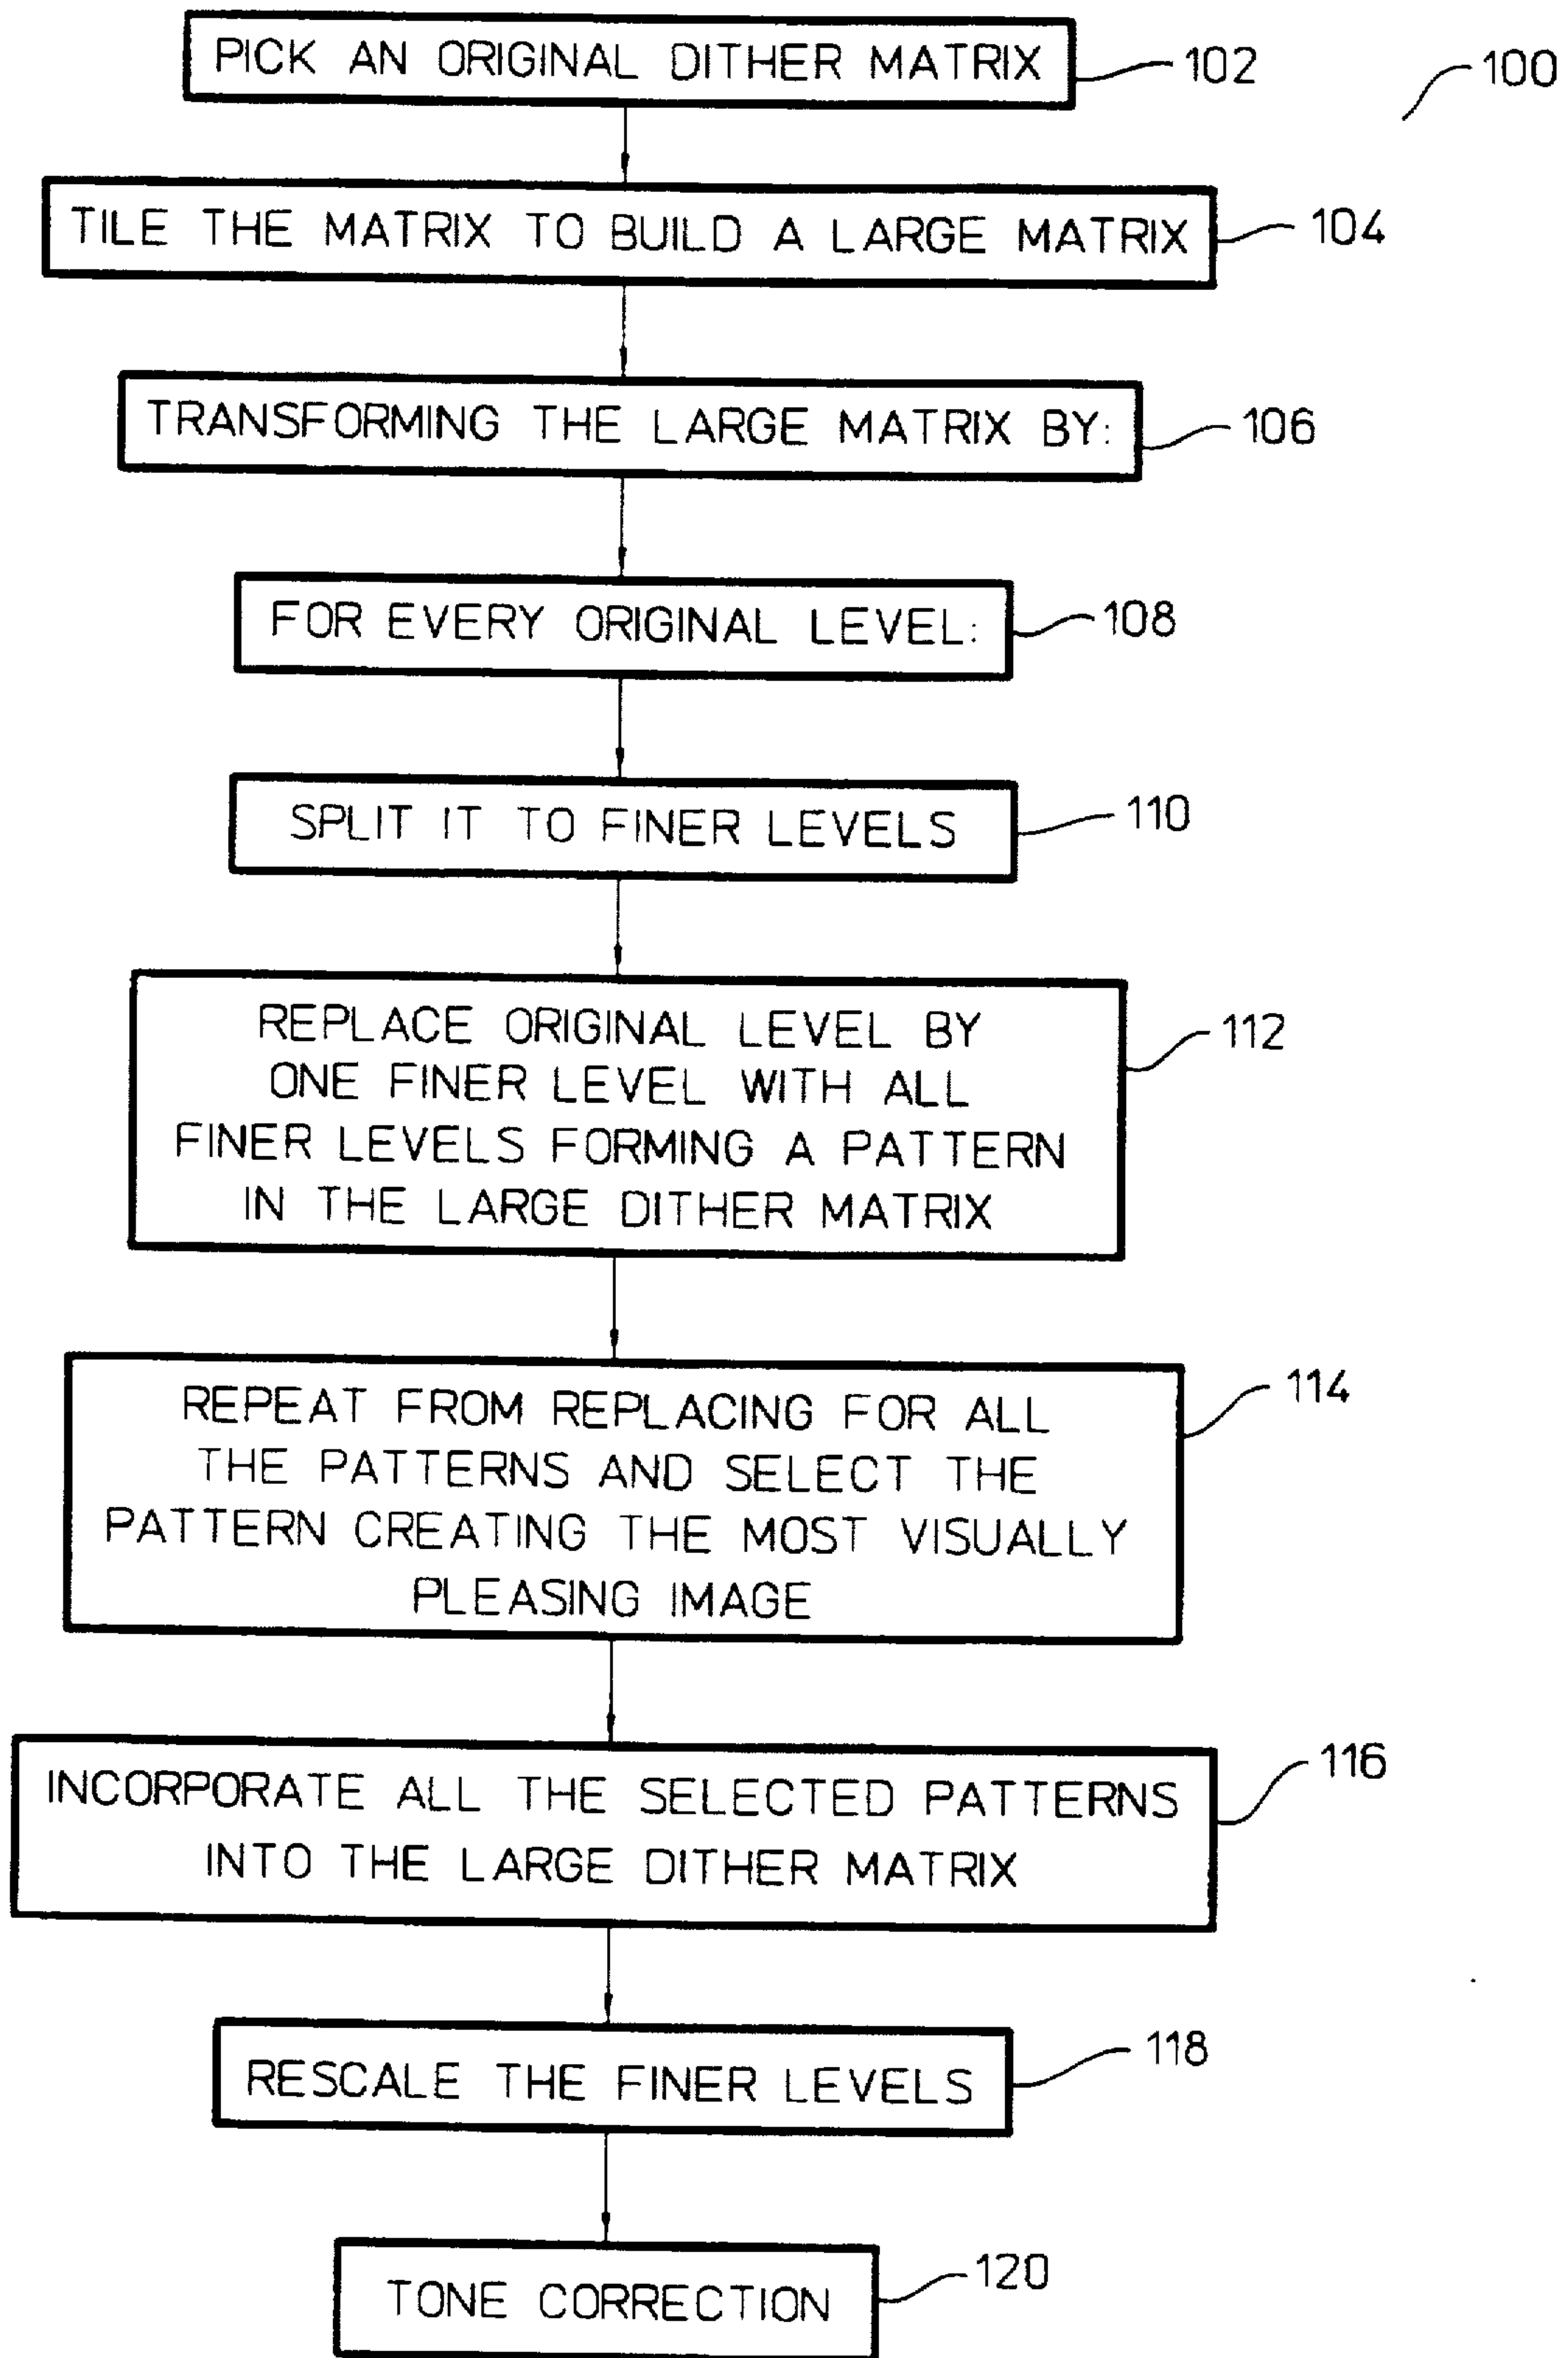 PICK AN ORIGINAL DITHER MATRIX
102
100
TILE THE MATRIX TO BUILD A LARGE MATRIX
104
TRANSFORMING THE LARGE MATRIX BY:
106
FOR EVERY ORIGINAL LEVEL:
108
SPLIT IT TO FINER LEVELS
110
REPLACE ORIGINAL LEVEL BY
ONE FINER LEVEL WITH ALL
FINER LEVELS FORMING A PATTERN
IN THE LARGE DITHER MATRIX
112
REPEAT FROM REPLACING FOR ALL
THE PATTERNS AND SELECT THE
PATTERN CREATING THE MOST VISUALLY
PLEASING IMAGE
114
INCORPORATE ALL THE SELECTED PATTERNS
INTO THE LARGE DITHER MATRIX
116
RESCALE THE FINER LEVELS
118
TONE CORRECTION
120